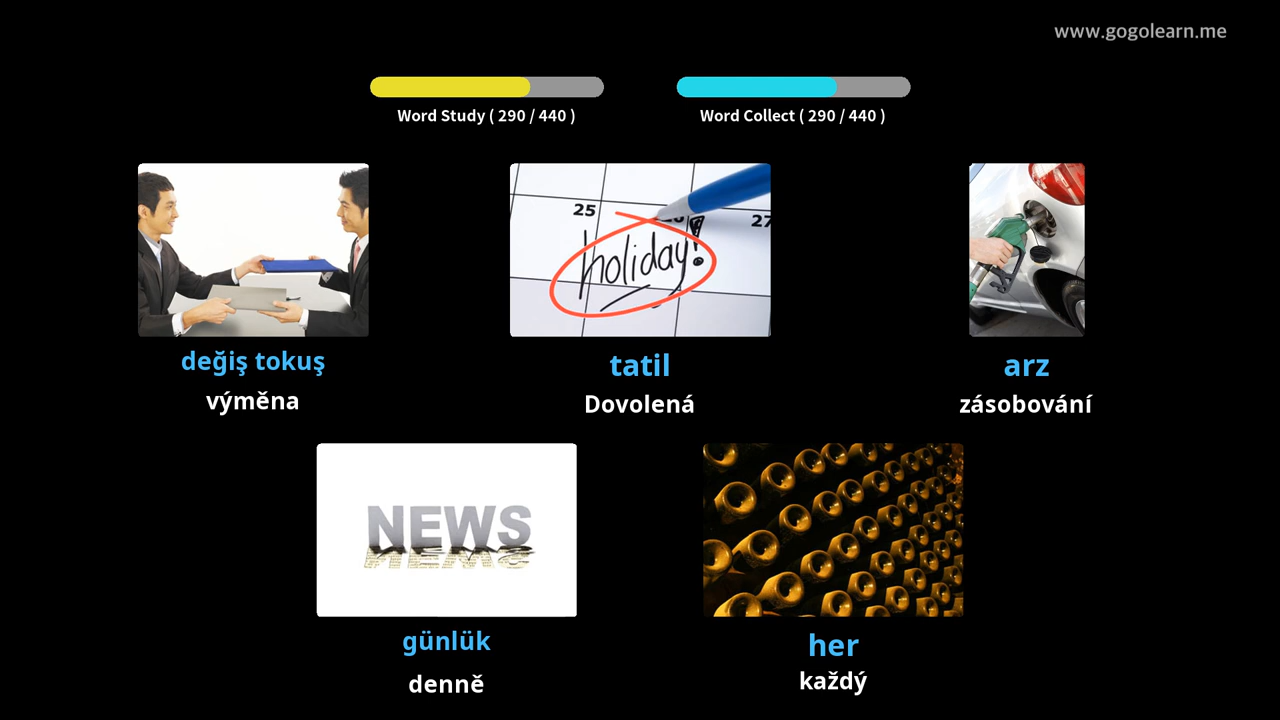 www.gogolearn.me
Word Study ( 290 / 440 )
Word Collect ( 290 / 440 )
25
27
holiday!
değiş tokuş
tatil
arz
výměna
Dovolená
zásobování
NEWS
günlük
her
denně
každý